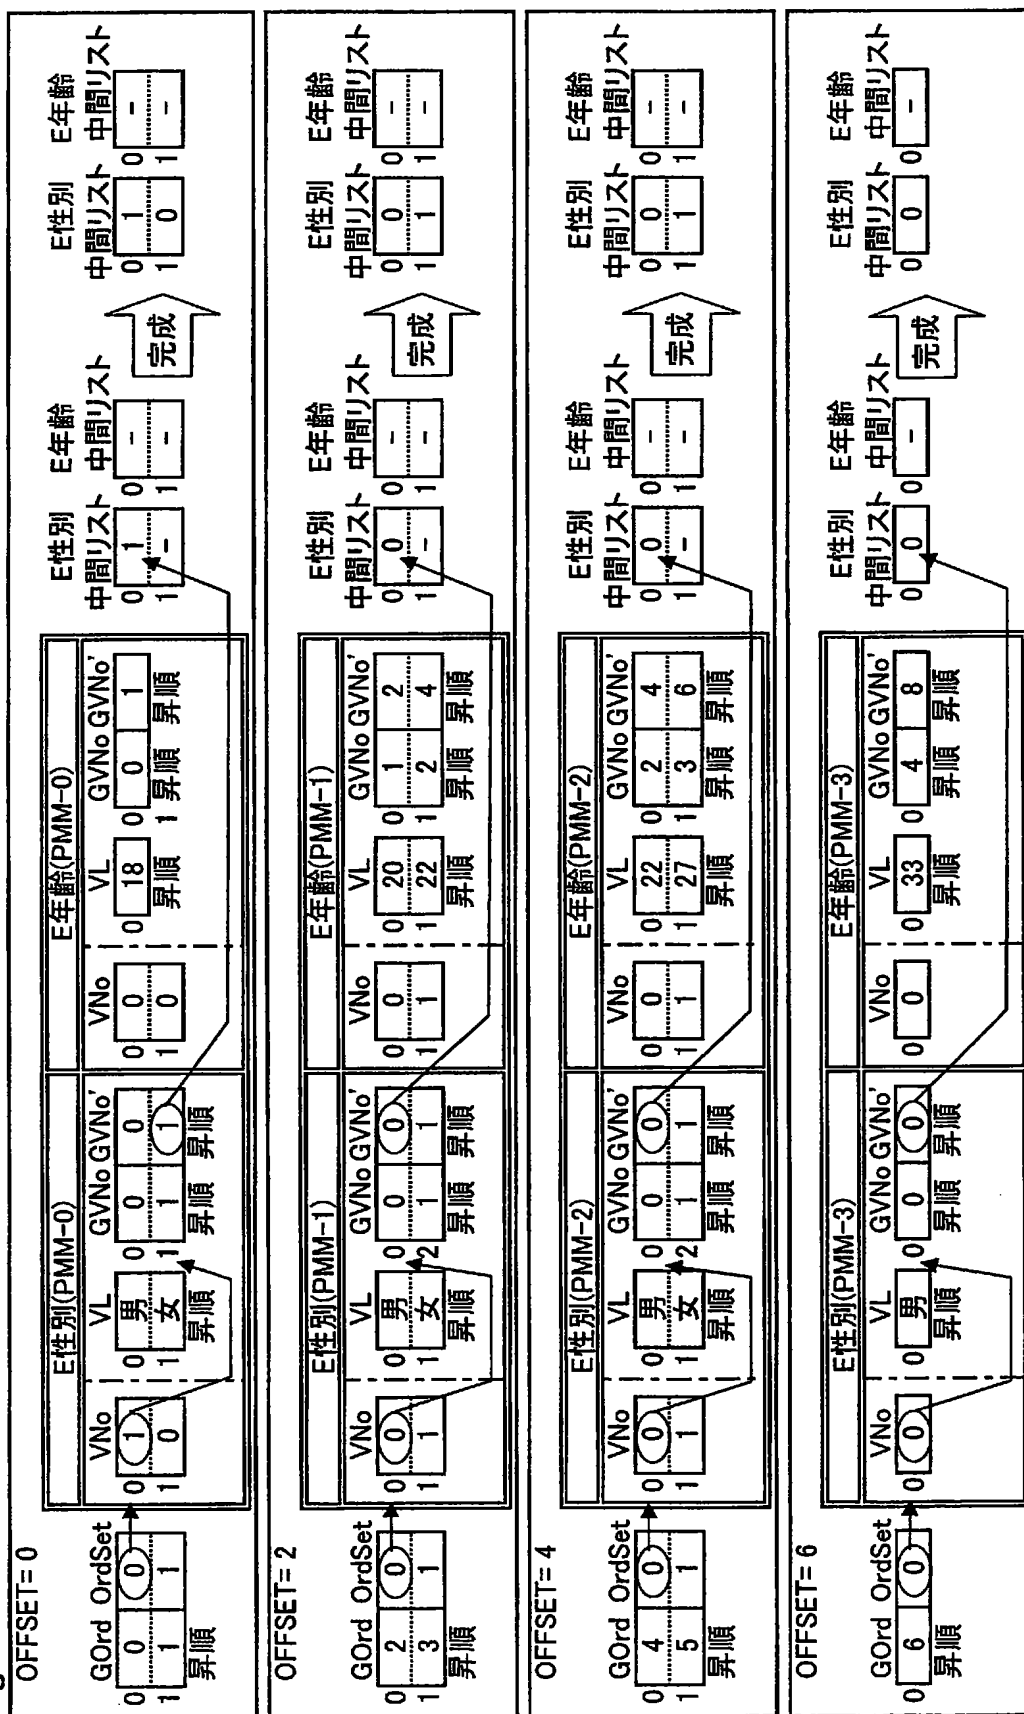 OFFSET= 0
E性別(PMM-0) E年齢(PMM-0) E性別 E年齢 E性別 E年齢
GOrd OrdSet VNo VL GVNo GVNo' VNo VL GVNo GVNo' 中間リスト 中間リスト 中間リスト 中間リスト
0 0 0 0 1 0 男 0 0 0 0 0 18 0 1 0 1 0 - 完成 0 1 0 -
1 1 1 1 0 1 女 1 1 1 1 0 1 1 - 1 - 1 0 1 -
昇順 昇順 昇順 昇順 昇順 昇順 昇順
OFFSET= 2
E性別(PMM-1) E年齢(PMM-1) E性別 E年齢 E性別 E年齢
GOrd OrdSet VNo VL GVNo GVNo' VNo VL GVNo GVNo' 中間リスト 中間リスト 中間リスト 中間リスト
0 2 0 0 0 0 男 0 0 0 0 0 0 20 0 1 2 0 0 0 - 完成 0 0 0 -
1 3 1 1 1 1 女 2 1 1 1 1 1 22 1 2 4 1 - 1 - 1 1 1 -
昇順 昇順 昇順 昇順 昇順 昇順 昇順
OFFSET= 4
E性別(PMM-2) E年齢(PMM-2) E性別 E年齢 E性別 E年齢
GOrd OrdSet VNo VL GVNo GVNo' VNo VL GVNo GVNo' 中間リスト 中間リスト 中間リスト 中間リスト
0 4 0 0 0 0 男 0 0 0 0 0 0 22 0 2 4 0 0 0 - 完成 0 0 0 -
1 5 1 1 1 1 女 2 1 1 1 1 1 27 1 3 6 1 - 1 - 1 1 1 -
昇順 昇順 昇順 昇順 昇順 昇順 昇順
OFFSET= 6
E性別(PMM-3) E年齢(PMM-3) E性別 E年齢 E性別 E年齢
GOrd OrdSet VNo VL GVNo GVNo' VNo VL GVNo GVNo' 中間リスト 中間リスト 中間リスト 中間リスト
0 6 0 0 0 0 男 0 0 0 0 0 0 33 0 4 8 0 0 0 - 完成 0 0 0 -
昇順 昇順 昇順 昇順 昇順 昇順 昇順